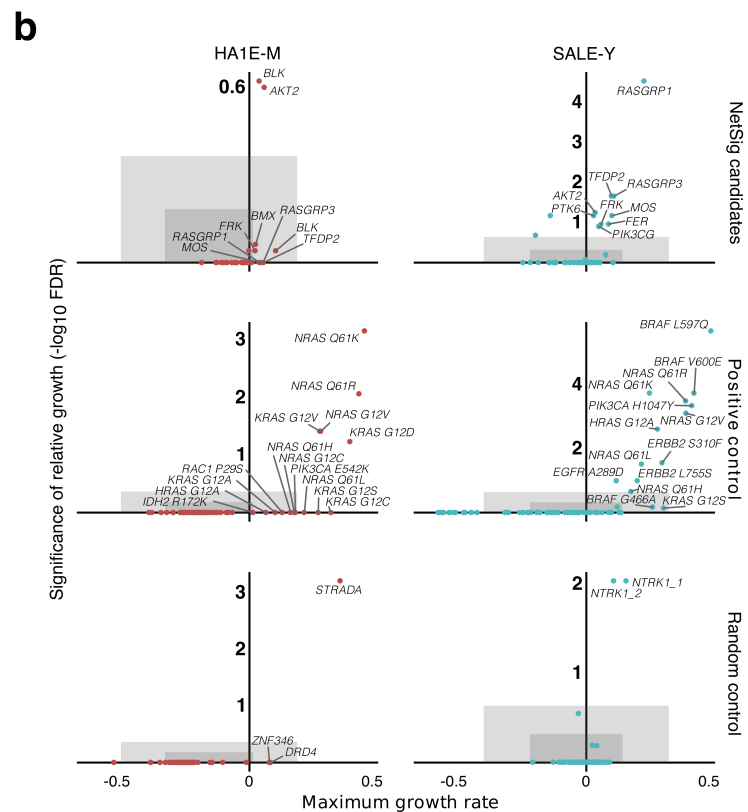 b
HA1E-M
SALE-Y
0.6
BLK
AKT2
RASGRP3
BMX
FRK
BLK
RASGRP1
TFDP2
MOS
4
3
2
1
RASGRP1
TFDP2
RASGRP3
AKT2
FRK
PTK6
MOS
FER
PIK3CG
NetSig candidates
Significance of relative growth (-log10 FDR)
3
2
1
NRAS Q61K
NRAS Q61R
KRAS G12V
NRAS G12V
KRAS G12D
NRAS Q61H
NRAS G12C
RAC1 P29S
PIK3CA E542K
KRAS G12A
NRAS Q61L
HRAS G12A
KRAS G12S
IDH2 R172K
KRAS G12C
4
2
BRAF L597Q
BRAF V600E
NRAS Q61R
NRAS Q61K
PIK3CA H1047Y
HRAS G12A
NRAS G12V
ERBB2 S310F
NRAS Q61L
EGFR A289D
ERBB2 L755S
NRAS Q61H
BRAF G466A
KRAS G12S
Positive control
3
2
1
STRADA
ZNF346
DRD4
2
1
NTRK1_1
NTRK1_2
Random control
-0.5
0
0.5
-0.5
0
0.5
Maximum growth rate